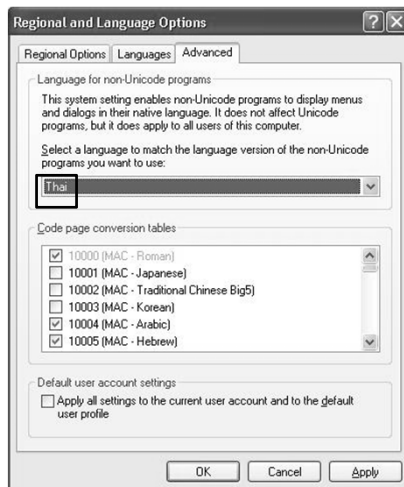 Regional and Language Options
Regional Options Languages Advanced
Language for non-Unicode programs
This system setting enables non-Unicode programs to display menus
and dialogs in their native language. It does not affect Unicode
programs, but it does apply to all users of this computer.
Select a language to match the language version of the non-Unicode
programs you want to use:
Thai
Code page conversion tables
10000 (MAC - Roman)
10001 (MAC - Japanese)
10002 (MAC - Traditional Chinese Big5)
10003 (MAC - Korean)
10004 (MAC - Arabic)
10005 (MAC - Hebrew)
Default user account settings
Apply all settings to the current user account and to the default
user profile
OK Cancel Apply